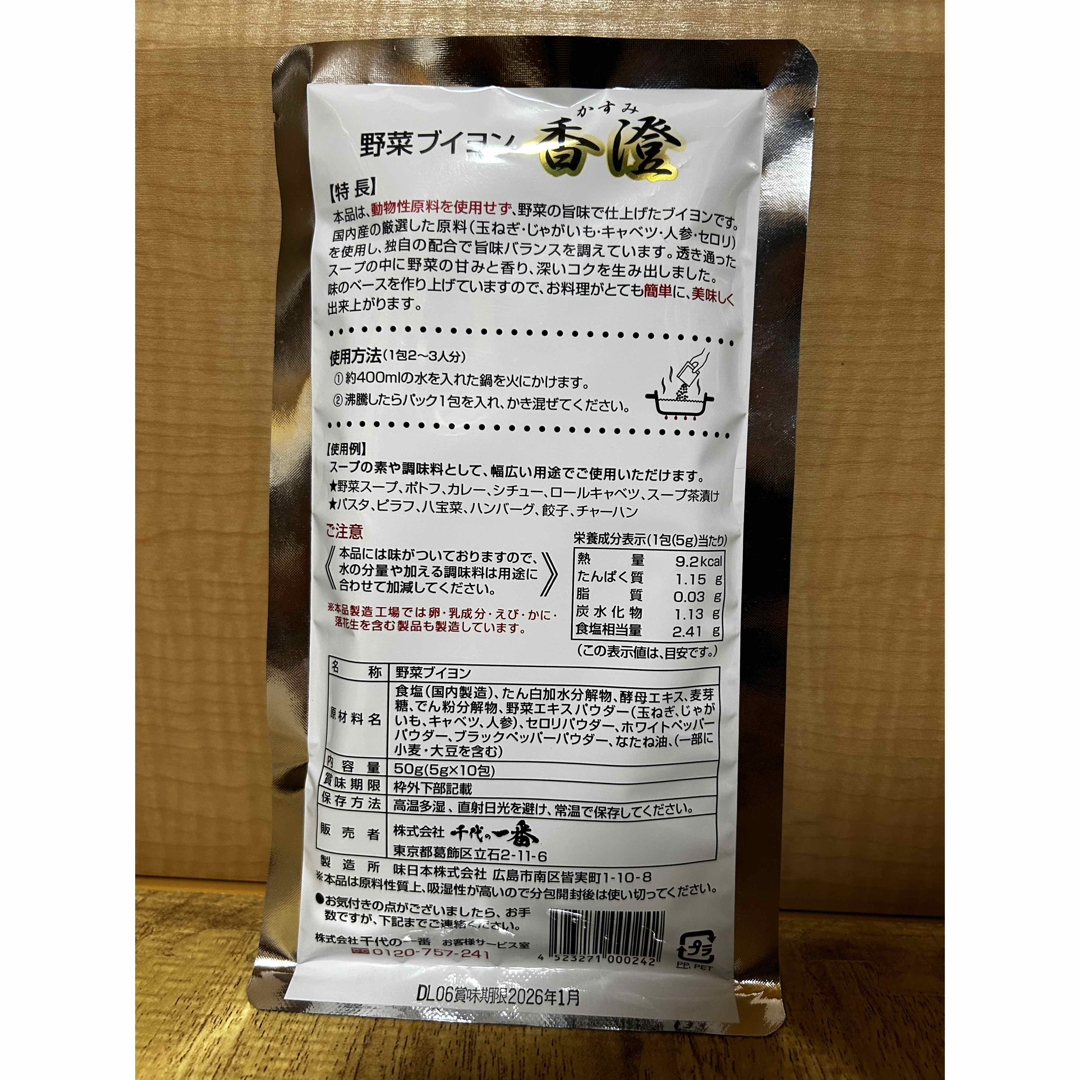 かすみ
野菜ブイヨン 香澄
【特長】
本品は、動物性原料を使用せず、野菜の旨味で仕上げたブイヨンです。
国内産の厳選した原料(玉ねぎ・じゃがいも・キャベツ・人参・セロリ)
を使用し、独自の配合で旨味バランスを調えています。透き通った
スープの中に野菜の甘みと香り、深いコクを生み出しました。
味のベースを作り上げていますので、お料理がとても簡単に、美味しく
出来上がります。
使用方法(1包2〜3人分)
①約400mlの水を入れた鍋を火にかけます。
②沸騰したらパック1包を入れ、かき混ぜてください。
【使用例】
スープの素や調味料として、幅広い用途でご使用いただけます。
★野菜スープ、ポトフ、カレー、シチュー、ロールキャベツ、スープ茶漬け
★パスタ、ピラフ、八宝菜、ハンバーグ、餃子、チャーハン
ご注意
本品には味がついておりますので、
水の分量や加える調味料は用途に
合わせて加減してください。
※本品製造工場では卵・乳成分・えび・かに・
落花生を含む製品も製造しています。
栄養成分表示(1包(5g)当たり)
熱量 9.2kcal
たんぱく質 1.15 g
脂質 0.03 g
炭水化物 1.13 g
食塩相当量 2.41 g
(この表示値は、目安です。)
名称 野菜ブイヨン
原材料名 食塩(国内製造)、たん白加水分解物、酵母エキス、麦芽
糖、でん粉分解物、野菜エキスパウダー(玉ねぎ、じゃが
いも、キャベツ、人参)、セロリパウダー、ホワイトペッパー
パウダー、ブラックペッパーパウダー、なたね油、(一部に
小麦・大豆を含む)
内容量 50g(5g×10包)
賞味期限 枠外下部記載
保存方法 高温多湿、直射日光を避け、常温で保存してください。
販売者 株式会社 千代の一番
東京都葛飾区立石2-11-6
製造所 味日本株式会社 広島市南区皆実町1-10-8
※本品は原料性質上、吸湿性が高いので分包開封後は使い切ってください。
●お気付きの点がございましたら、お手
数ですが、下記までご連絡ください。
株式会社 千代の一番 お客様サービス室
0120-757-241
4 523271 000242
プラ
PP, PET
DL06賞味期限2026年1月